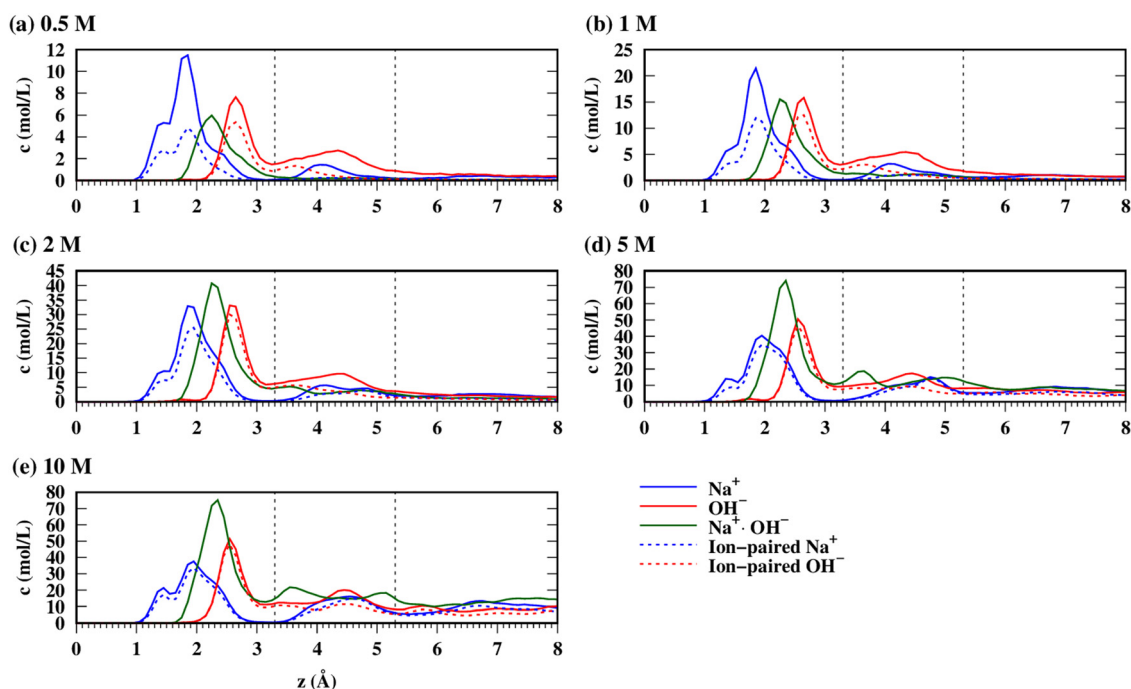 (a) 0.5 M
c (mol/L)
12
10
8
6
4
2
0
0 1 2 3 4 5 6 7 8
(b) 1 M
c (mol/L)
25
20
15
10
5
0
0 1 2 3 4 5 6 7 8
(c) 2 M
c (mol/L)
45
40
35
30
25
20
15
10
5
0
0 1 2 3 4 5 6 7 8
(d) 5 M
c (mol/L)
80
70
60
50
40
30
20
10
0
0 1 2 3 4 5 6 7 8
(e) 10 M
c (mol/L)
80
70
60
50
40
30
20
10
0
0 1 2 3 4 5 6 7 8
z (Å)
Na⁺
OH⁻
Na⁺· OH⁻
Ion−paired Na⁺
Ion−paired OH⁻